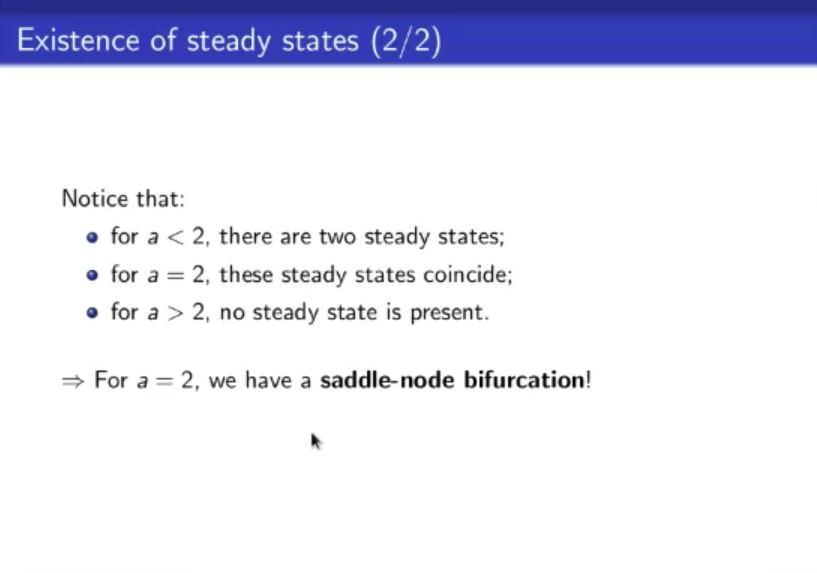 Existence of steady states (2/2)
Notice that:
for a < 2, there are two steady states;
for a = 2, these steady states coincide;
for a > 2, no steady state is present.
⇒ For a = 2, we have a saddle-node bifurcation!